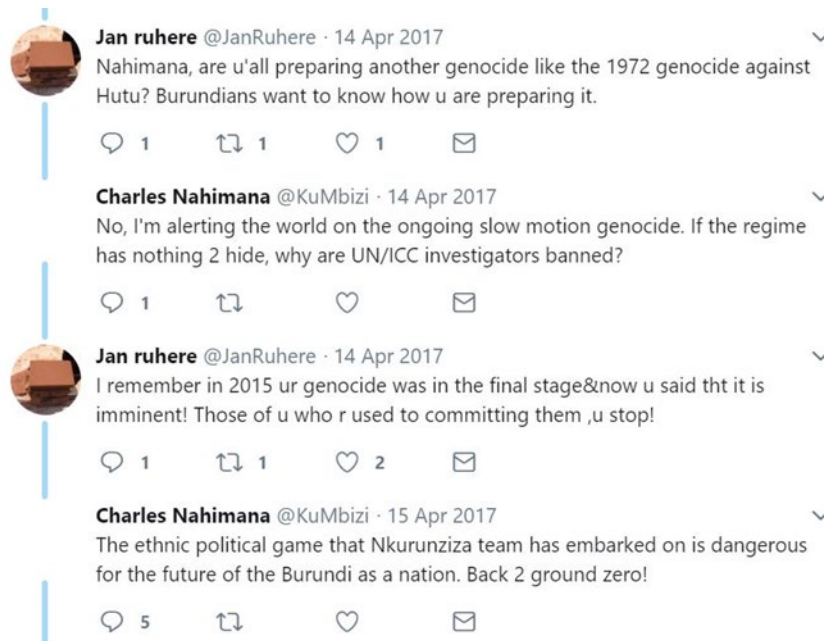 Jan ruhere @JanRuhere · 14 Apr 2017
Nahimana, are u'all preparing another genocide like the 1972 genocide against
Hutu? Burundians want to know how u are preparing it.
1 1 1
Charles Nahimana @KuMbizi · 14 Apr 2017
No, I'm alerting the world on the ongoing slow motion genocide. If the regime
has nothing 2 hide, why are UN/ICC investigators banned?
1
Jan ruhere @JanRuhere · 14 Apr 2017
I remember in 2015 ur genocide was in the final stage&now u said tht it is
imminent! Those of u who r used to committing them ,u stop!
1 1 2
Charles Nahimana @KuMbizi · 15 Apr 2017
The ethnic political game that Nkurunziza team has embarked on is dangerous
for the future of the Burundi as a nation. Back 2 ground zero!
5